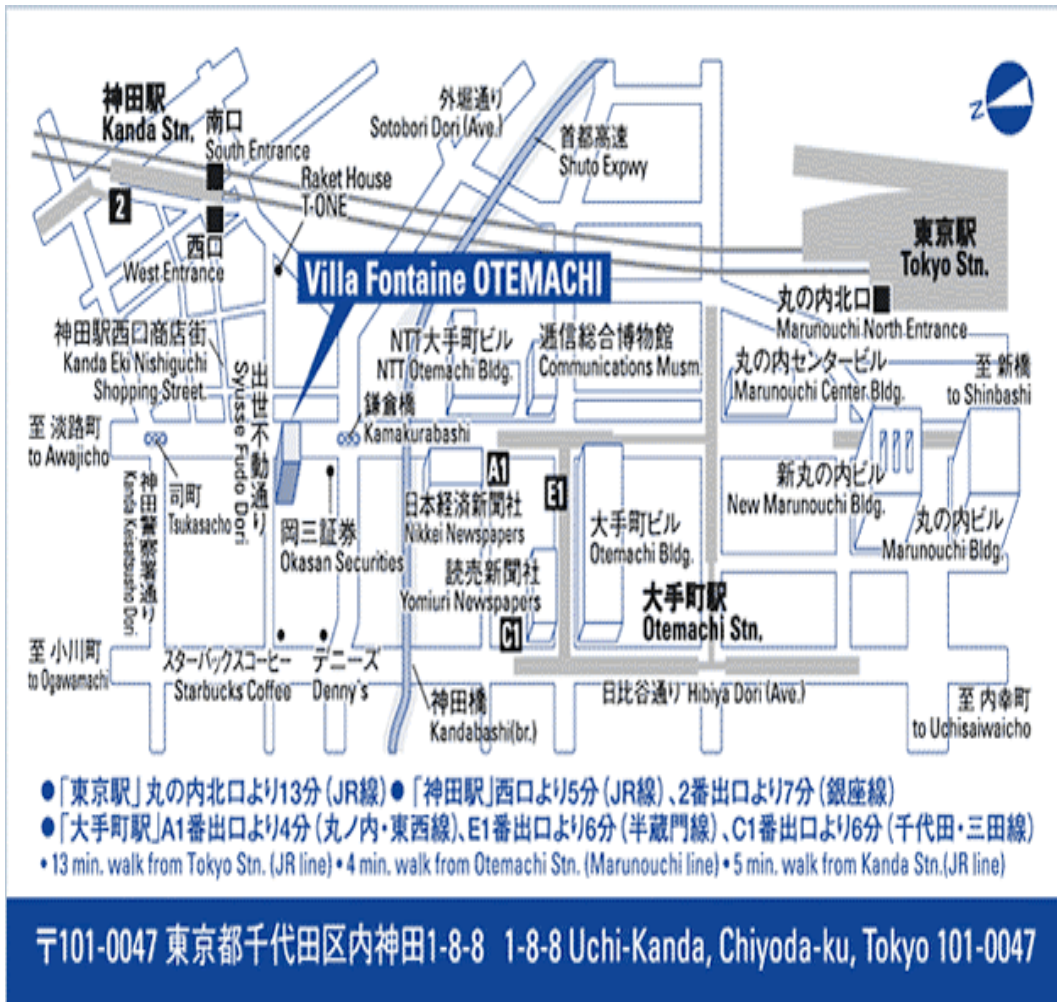 神田駅
Kanda Stn.
南口
South Entrance
2
西口
West Entrance
Raket House
T-ONE
外堀通り
Sotobori Dori (Ave.)
首都高速
Shuto Expwy
N
東京駅
Tokyo Stn.
丸の内北口
Marunouchi North Entrance
Villa Fontaine OTEMACHI
神田駅西口商店街
Kanda Eki Nishiguchi
Shopping Street.
出世不動通り
Syusse Fudo Dori
NTT大手町ビル
NTT Otemachi Bldg.
逓信総合博物館
Communications Musm.
丸の内センタービル
Marunouchi Center Bldg.
至 新橋
to Shinbashi
至 淡路町
to Awajicho
鎌倉橋
Kamakurabashi
司町
Tsukasacho
神田警察署通り
Kanda Keisatsusho Dori
岡三証券
Okasan Securities
A1
日本経済新聞社
Nikkei Newspapers
E1
大手町ビル
Otemachi Bldg.
新丸の内ビル
New Marunouchi Bldg.
丸の内ビル
Marunouchi Bldg.
読売新聞社
Yomiuri Newspapers
C1
大手町駅
Otemachi Stn.
至 小川町
to Ogawamachi
スターバックスコーヒー
Starbucks Coffee
デニーズ
Denny's
神田橋
Kandabashi(br.)
日比谷通り Hibiya Dori (Ave.)
至 内幸町
to Uchisaiwaicho
●「東京駅」丸の内北口より13分(JR線)●「神田駅」西口より5分(JR線)、2番出口より7分(銀座線)
●「大手町駅」A1番出口より4分(丸ノ内・東西線)、E1番出口より6分(半蔵門線)、C1番出口より6分(千代田・三田線)
• 13 min. walk from Tokyo Stn. (JR line) • 4 min. walk from Otemachi Stn. (Marunouchi line) • 5 min. walk from Kanda Stn.(JR line)
〒101-0047 東京都千代田区内神田1-8-8 1-8-8 Uchi-Kanda, Chiyoda-ku, Tokyo 101-0047